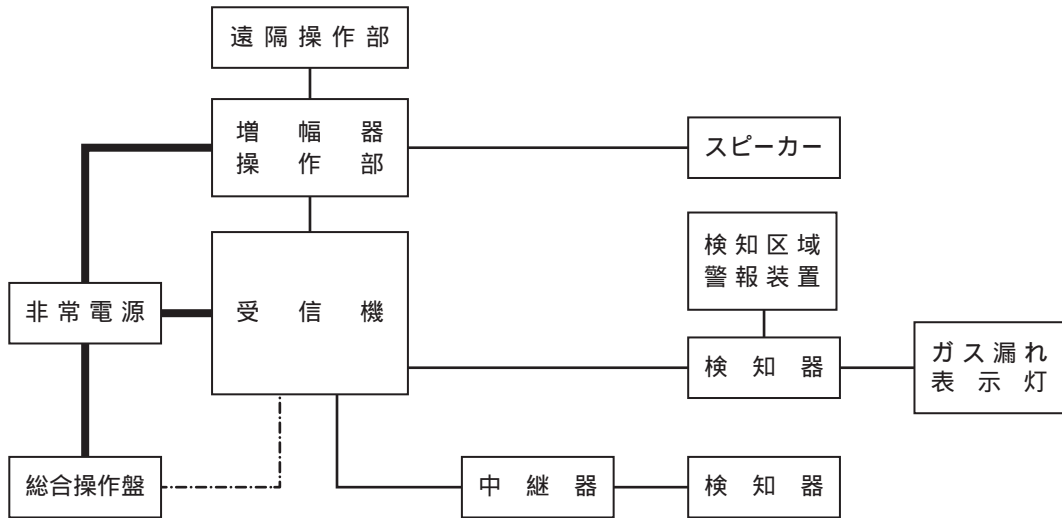 遠隔操作部
増幅器
操作部
スピーカー
検知区域
警報装置
非常電源
受信機
検知器
ガス漏れ
表示灯
総合操作盤
中継器
検知器